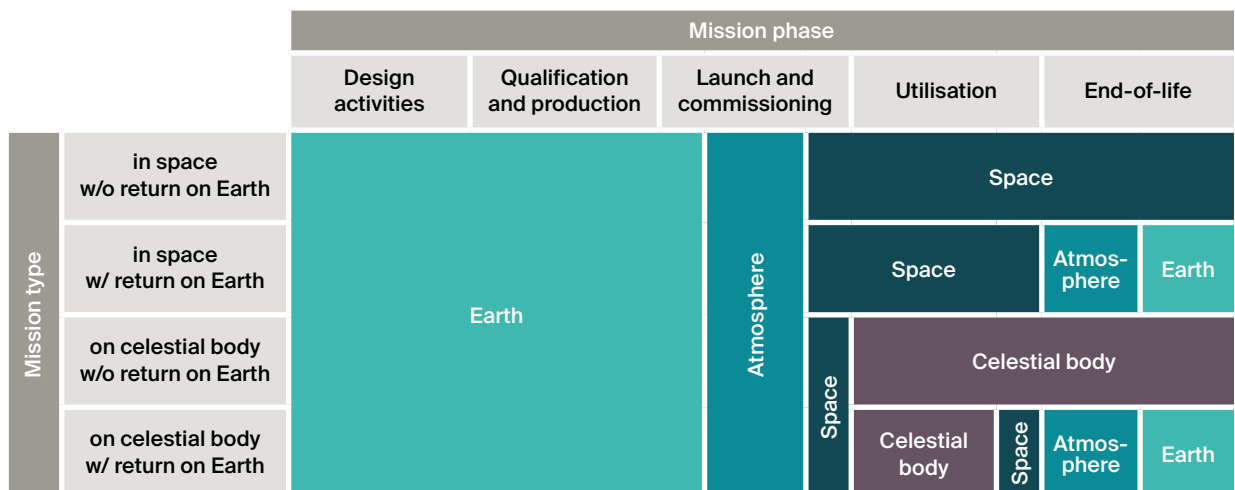 Mission phase
Design
activities
Qualification
and production
Launch and
commissioning
Utilisation
End-of-life
Mission type
in space
w/o return on Earth
in space
w/ return on Earth
on celestial body
w/o return on Earth
on celestial body
w/ return on Earth
Earth
Atmosphere
Space
Space
Atmos-
phere
Earth
Space
Celestial body
Celestial
body
Space
Atmos-
phere
Earth